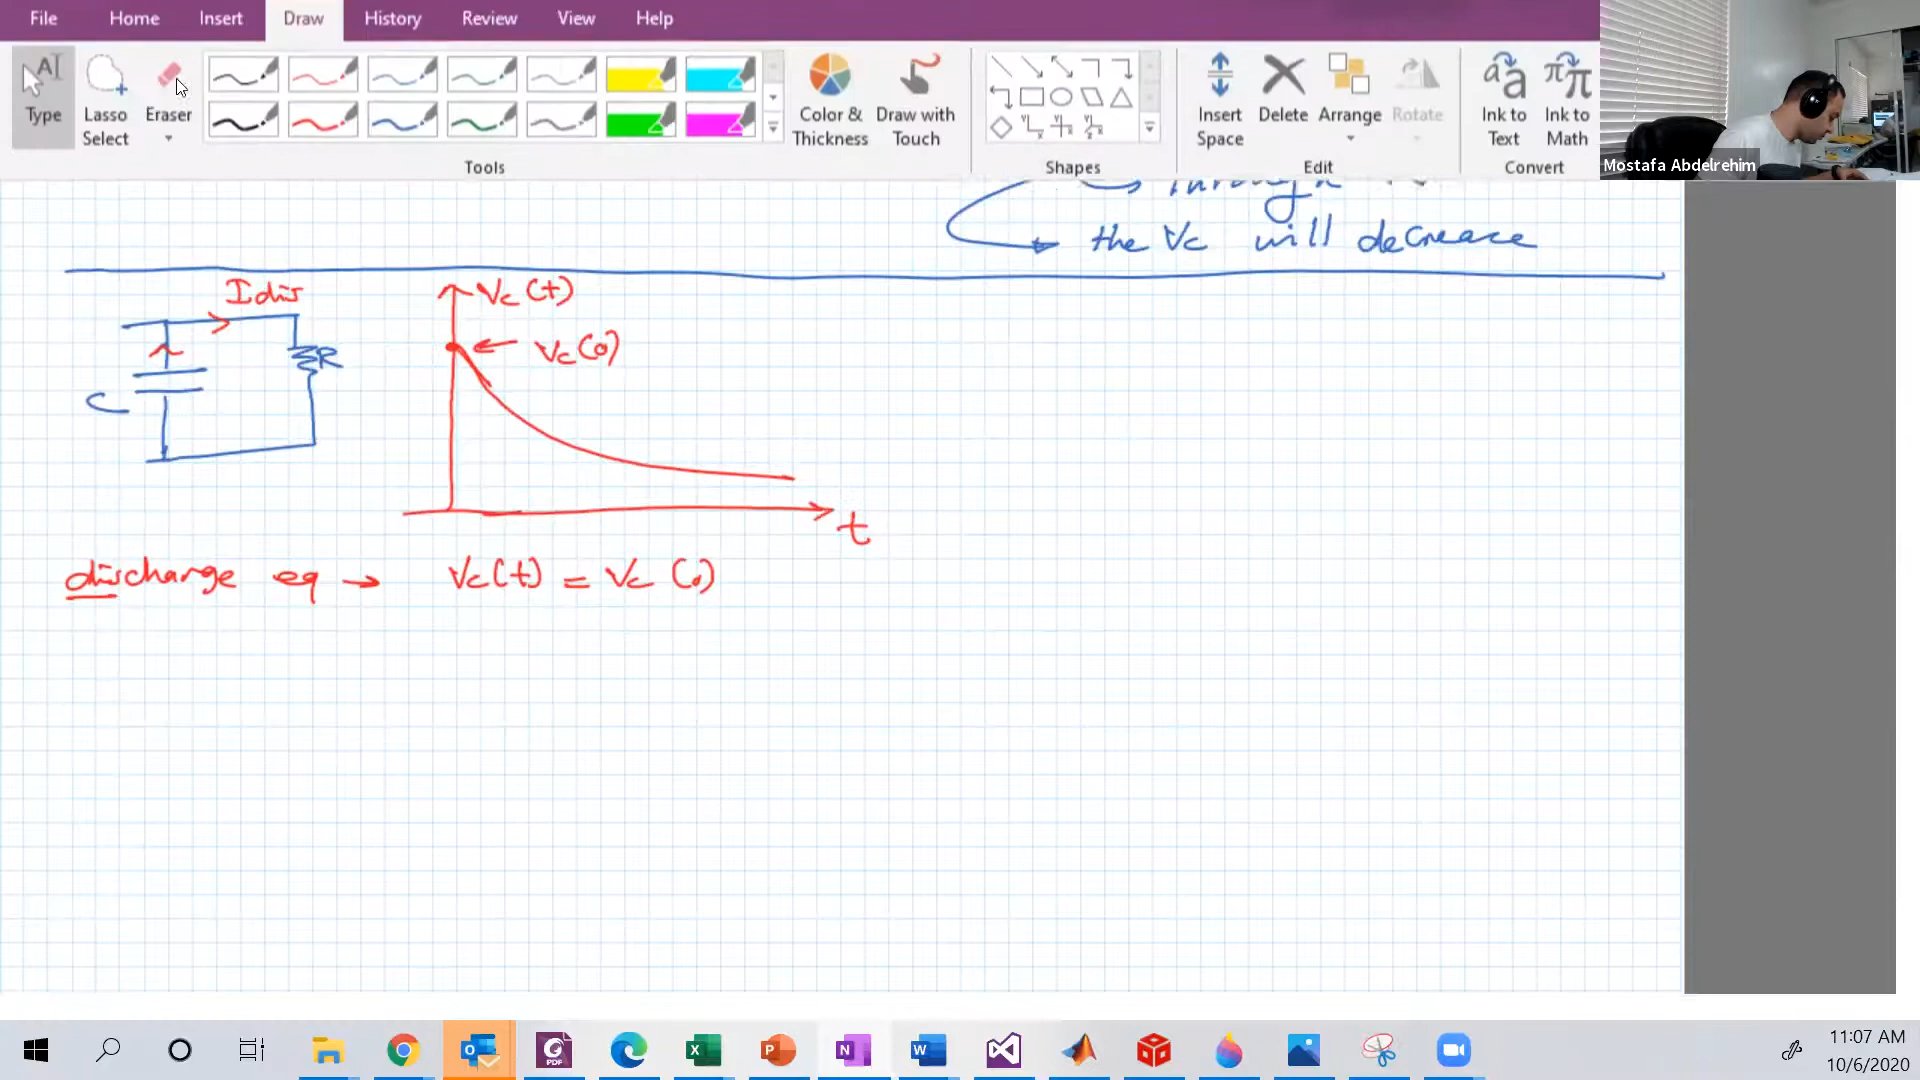 File Home Insert Draw History Review View Help
Type Lasso Select Eraser Color & Thickness Draw with Touch Insert Space Delete Arrange Rotate Ink to Text Ink to Math
Tools Shapes Edit Convert
Mostafa Abdelrehim
through
the Vc will decrease
Idis
Vc(t)
Vc(0)
R
C
t
discharge eq → Vc(t) = Vc (0)
11:07 AM
10/6/2020